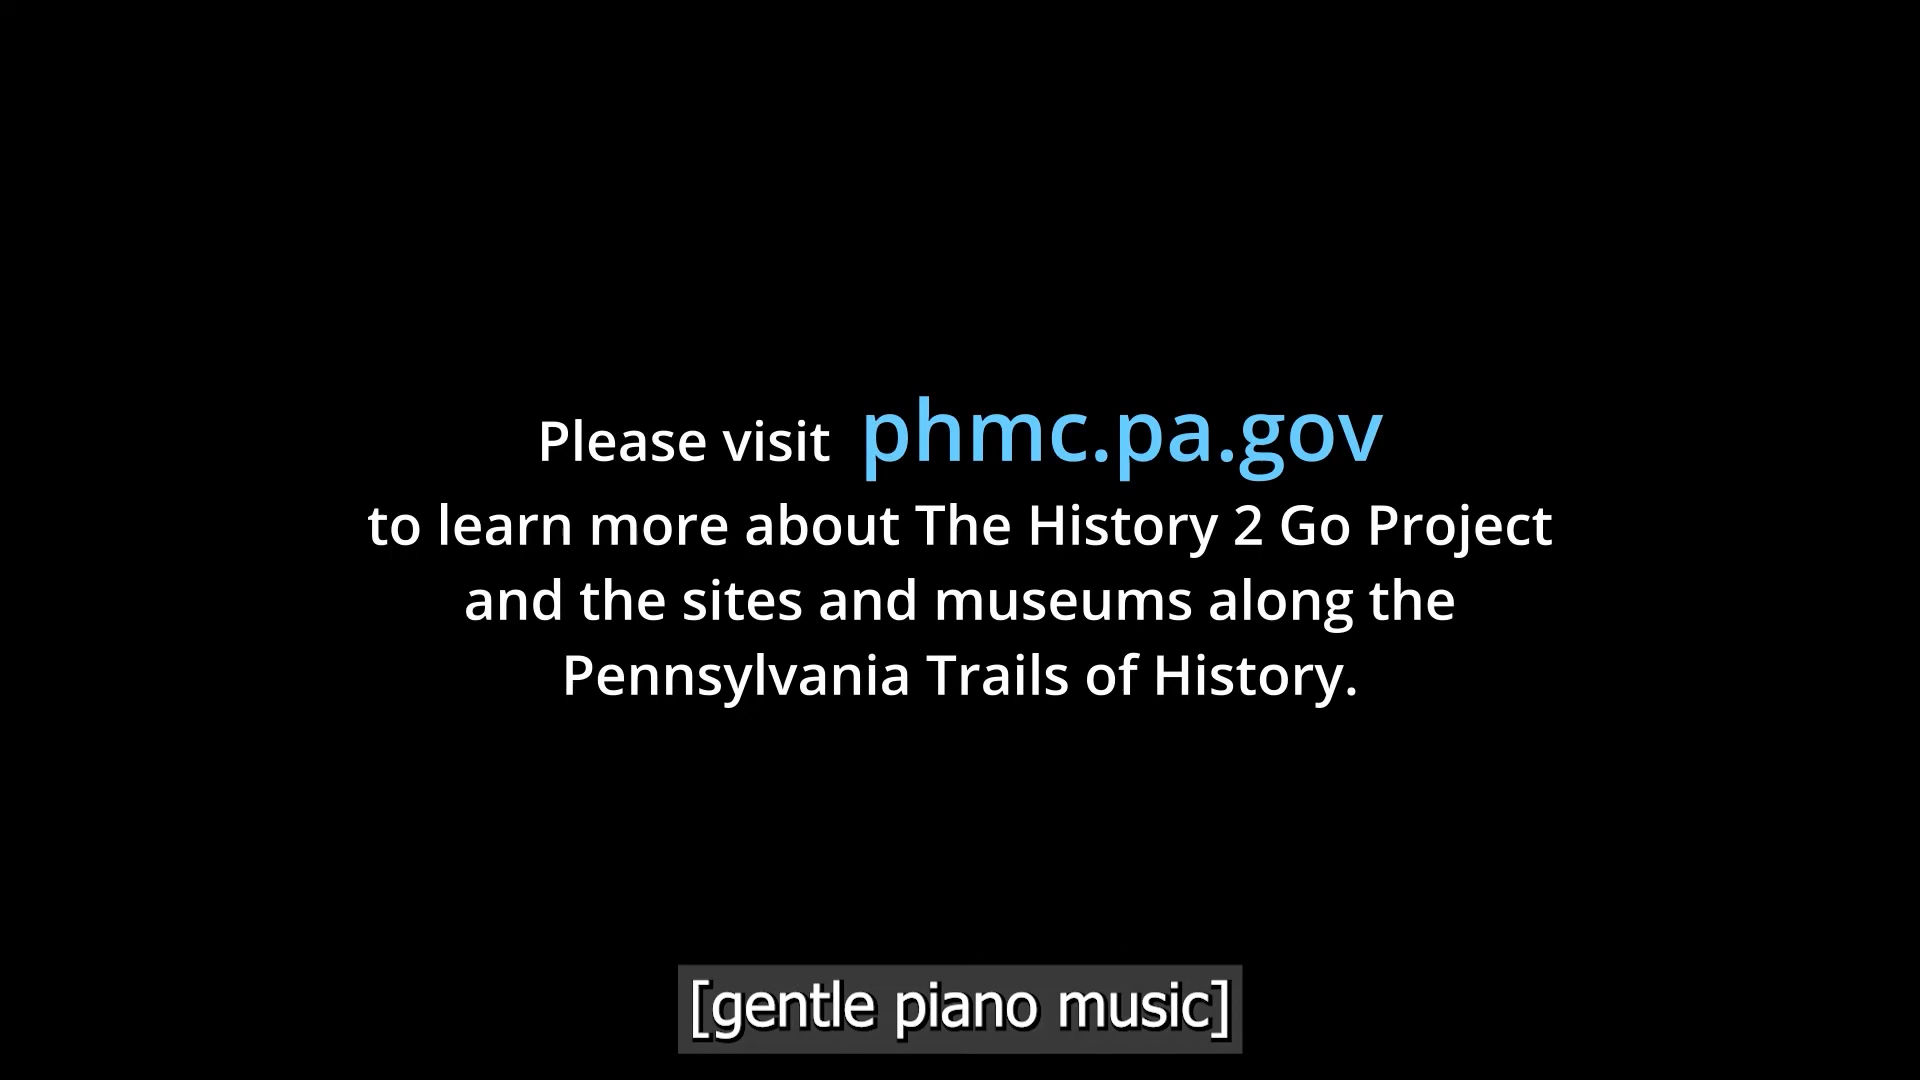 Please visit phmc.pa.gov
to learn more about The History 2 Go Project
and the sites and museums along the
Pennsylvania Trails of History.
[gentle piano music]